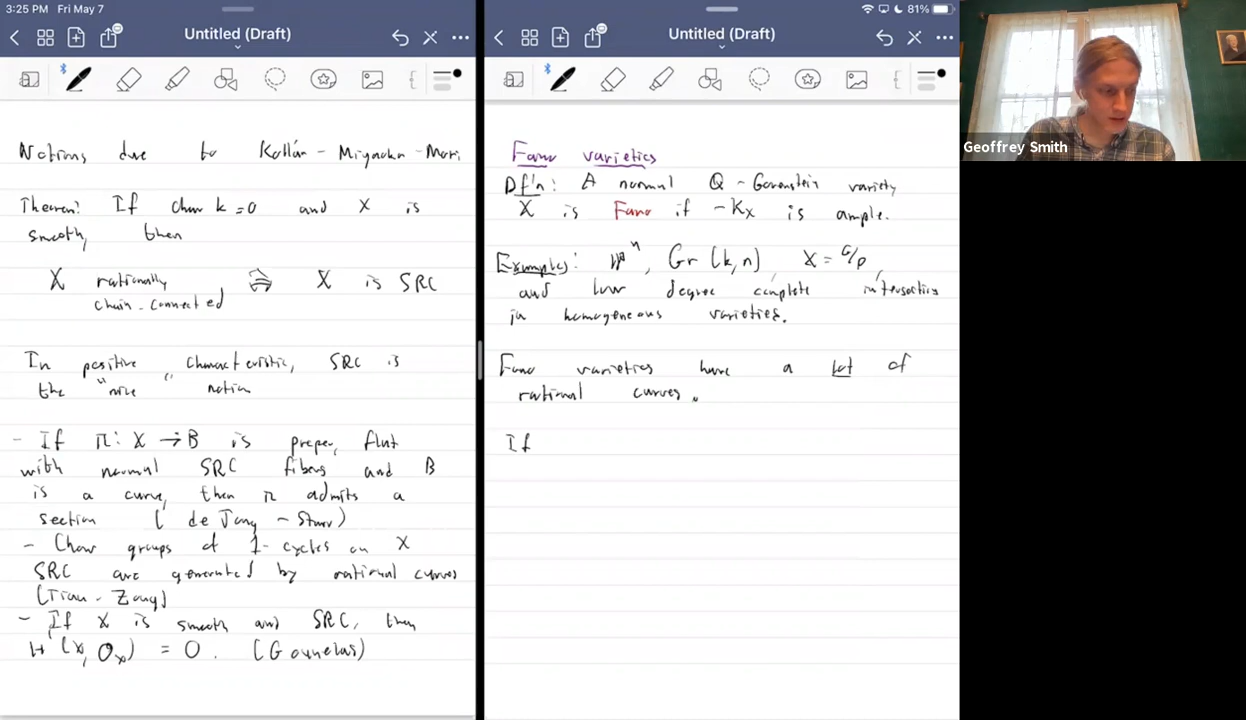 3:25 PM Fri May 7
81%
Untitled (Draft)
Untitled (Draft)
Notions due to Kollár - Miyaoka - Mori.
Theorem: If char k = 0 and X is
smooth, then
X rationally chain-connected ⇔ X is SRC
In positive characteristic, SRC is
the "nice" notion
- If π: X → B is proper, flat
with normal SRC fibers and B
is a curve, then π admits a
section (de Jong - Starr)
- Chow groups of 1-cycles on X
SRC are generated by rational curves
(Tian - Zong)
- If X is smooth and SRC, then
H¹(X, O_X) = 0. (Gounelas)
Fano varieties
Df'n: A normal Q-Gorenstein variety
X is Fano if -K_X is ample.
Examples: ℙⁿ, Gr(k,n), X = G/P,
and low degree complete intersections
in homogeneous varieties.
Fano varieties have a lot of
rational curves.
If
Geoffrey Smith